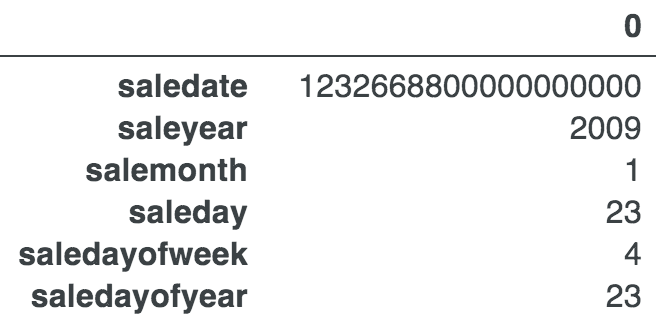 0
saledate 1232668800000000000
saleyear 2009
salemonth 1
saleday 23
saledayofweek 4
saledayofyear 23